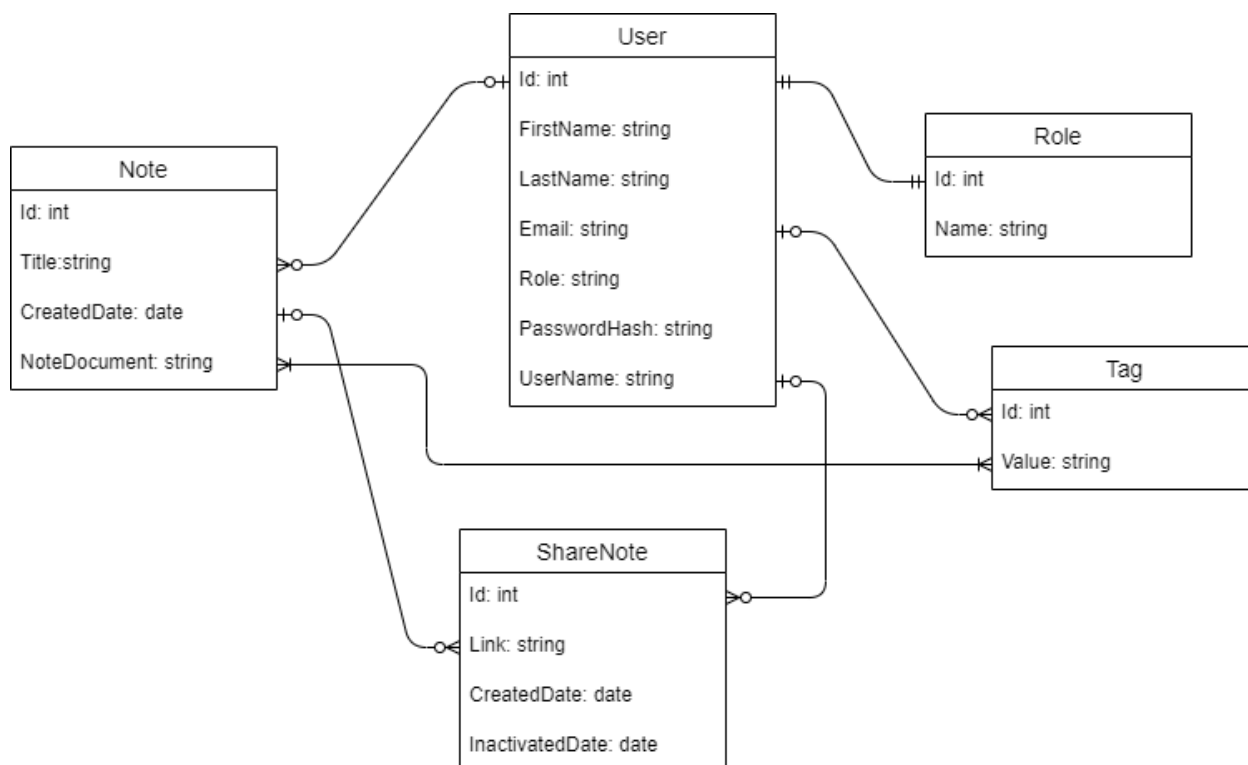 User
Id: int
FirstName: string
LastName: string
Email: string
Role: string
PasswordHash: string
UserName: string
Note
Id: int
Title:string
CreatedDate: date
NoteDocument: string
Role
Id: int
Name: string
Tag
Id: int
Value: string
ShareNote
Id: int
Link: string
CreatedDate: date
InactivatedDate: date